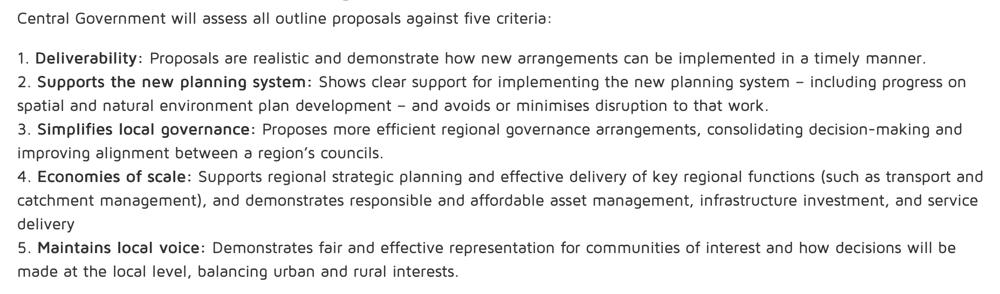 Central Government will assess all outline proposals against five criteria:
1. Deliverability: Proposals are realistic and demonstrate how new arrangements can be implemented in a timely manner.
2. Supports the new planning system: Shows clear support for implementing the new planning system – including progress on
spatial and natural environment plan development – and avoids or minimises disruption to that work.
3. Simplifies local governance: Proposes more efficient regional governance arrangements, consolidating decision-making and
improving alignment between a region’s councils.
4. Economies of scale: Supports regional strategic planning and effective delivery of key regional functions (such as transport and
catchment management), and demonstrates responsible and affordable asset management, infrastructure investment, and service
delivery
5. Maintains local voice: Demonstrates fair and effective representation for communities of interest and how decisions will be
made at the local level, balancing urban and rural interests.